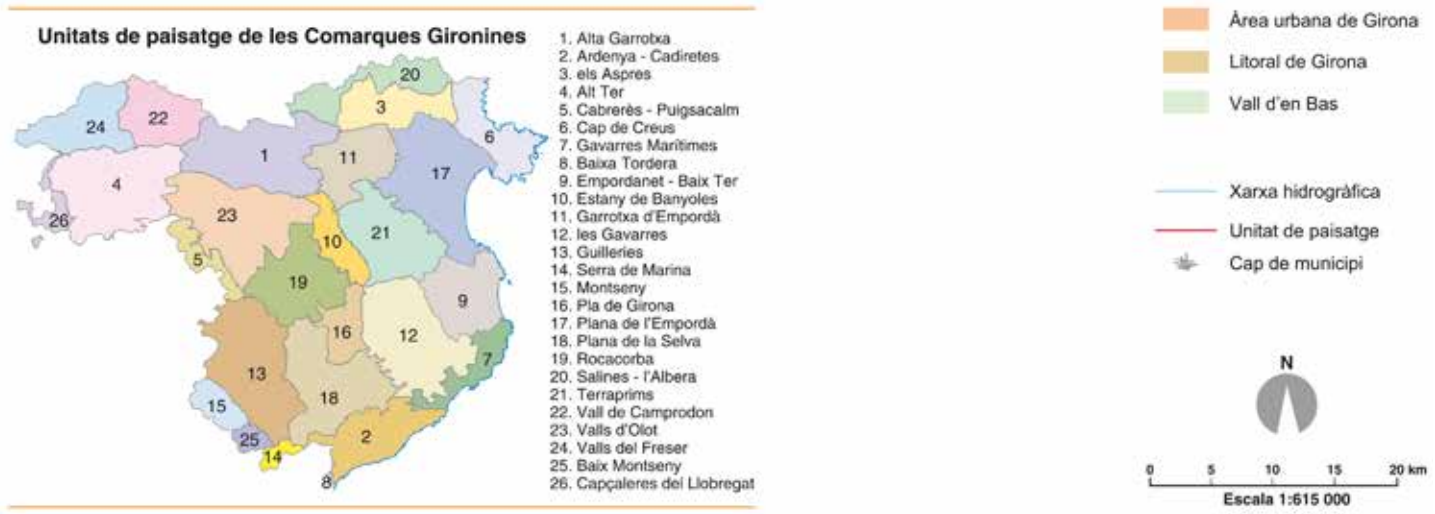 Unitats de paisatge de les Comarques Gironines
1. Alta Garrotxa
2. Ardenya - Cadiretes
3. els Aspres
4. Alt Ter
5. Cabrerès - Puigsacalm
6. Cap de Creus
7. Gavarres Marítimes
8. Baixa Tordera
9. Empordanet - Baix Ter
10. Estany de Banyoles
11. Garrotxa d'Empordà
12. les Gavarres
13. Guilleries
14. Serra de Marina
15. Montseny
16. Pla de Girona
17. Plana de l'Empordà
18. Plana de la Selva
19. Rocacorba
20. Salines - l'Albera
21. Terraprims
22. Vall de Camprodon
23. Valls d'Olot
24. Valls del Freser
25. Baix Montseny
26. Capçaleres del Llobregat
20
22
3
24
6
1
11
17
4
26
23
10
21
5
19
9
16
12
7
13
18
15
2
25
14
8
Àrea urbana de Girona
Litoral de Girona
Vall d'en Bas
Xarxa hidrogràfica
Unitat de paisatge
Cap de municipi
N
0 5 10 15 20 km
Escala 1:615 000